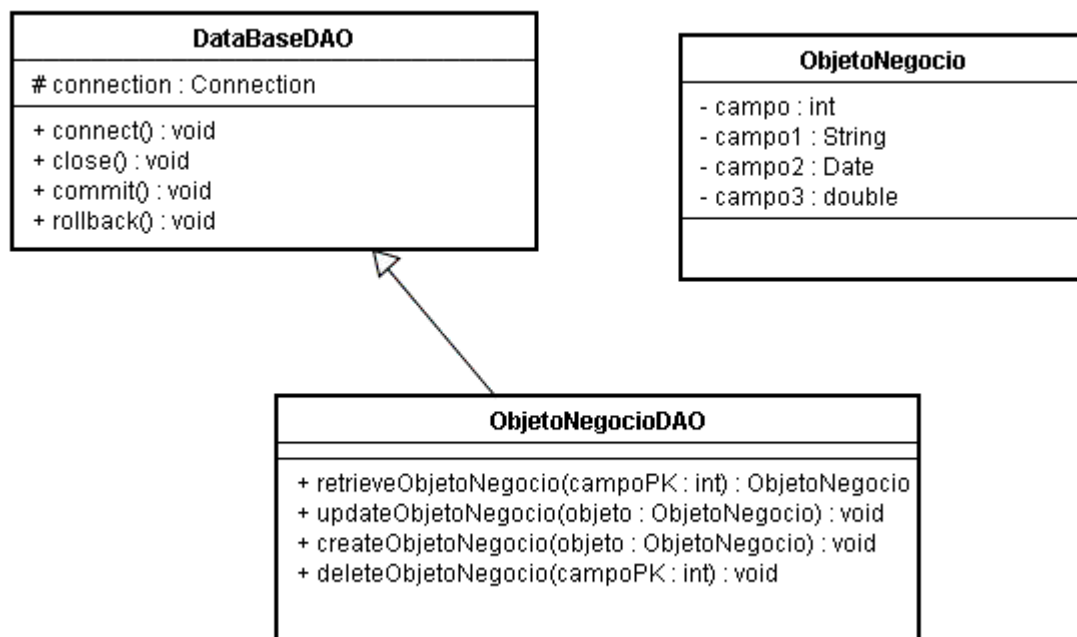 DataBaseDAO
# connection : Connection
+ connect() : void
+ close() : void
+ commit() : void
+ rollback() : void
ObjetoNegocio
- campo : int
- campo1 : String
- campo2 : Date
- campo3 : double
ObjetoNegocioDAO
+ retrieveObjetoNegocio(campoPK : int) : ObjetoNegocio
+ updateObjetoNegocio(objeto : ObjetoNegocio) : void
+ createObjetoNegocio(objeto : ObjetoNegocio) : void
+ deleteObjetoNegocio(campoPK : int) : void